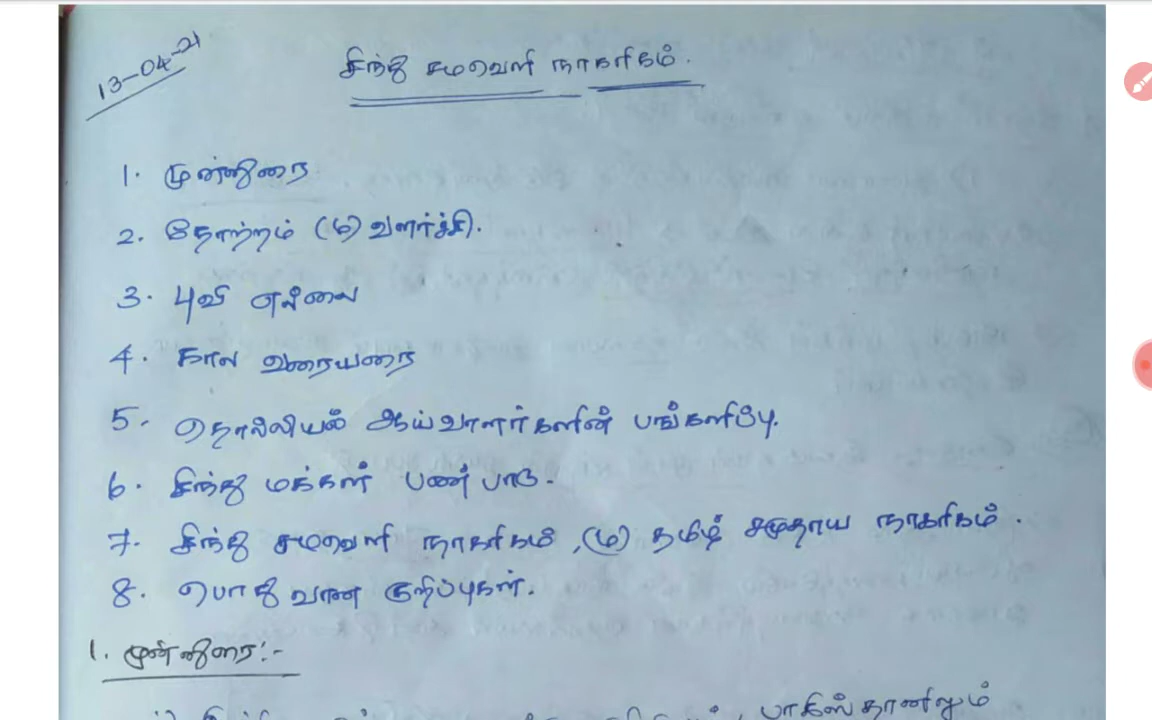 13-04-21
சிந்து சமவெளி நாகரிகம்.
1. முன்னுரை
2. தோற்றம் (ம) வளர்ச்சி.
3. புவி எல்லை
4. கால வரையறை
5. தொல்லியல் ஆய்வாளர்களின் பங்களிப்பு.
6. சிந்து மக்கள் பண்பாடு.
7. சிந்து சமவெளி நாகரிகம் ,(ம) தமிழ் சமுதாய நாகரிகம்.
8. பொதுவான குறிப்புகள்.
1. முன்னுரை:-
, பாகிஸ்தானிலும்